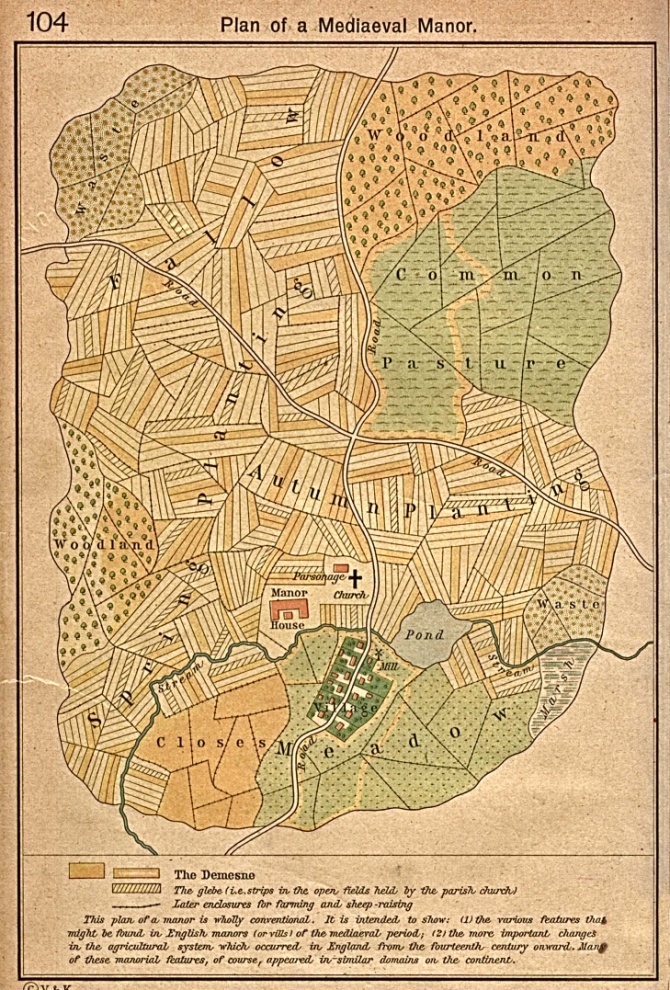 104
Plan of a Mediaeval Manor.
Waste
Woodland
Fallow
Common
Pasture
Road
Road
Spring Planting
Autumn Planting
Road
Woodland
Parsonage
Church
Manor
House
Pond
Waste
Mill
Stream
Stream
Marsh
Village
Closes
Meadow
Road
The Demesne
The glebe (i.e. strips in the open fields held by the parish church)
Later enclosures for farming and sheep-raising
This plan of a manor is wholly conventional. It is intended to show: (1) the various features that
might be found in English manors (or vills) of the mediaeval period; (2) the more important changes
in the agricultural system which occurred in England from the fourteenth century onward. Many
of these manorial features, of course, appeared in similar domains on the continent.